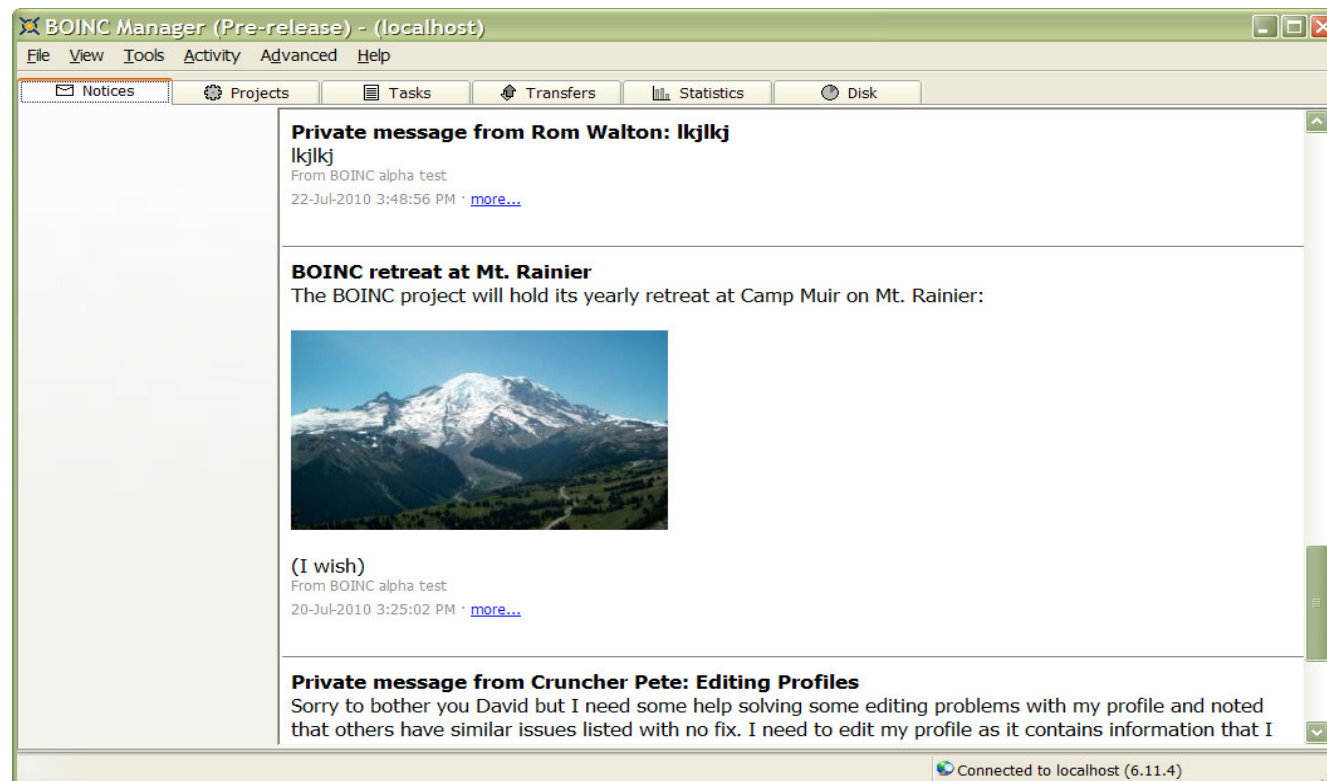 BOINC Manager (Pre-release) - (localhost)
File View Tools Activity Advanced Help
Notices Projects Tasks Transfers Statistics Disk
Private message from Rom Walton: lkjlkj
lkjlkj
From BOINC alpha test
22-Jul-2010 3:48:56 PM · more...
BOINC retreat at Mt. Rainier
The BOINC project will hold its yearly retreat at Camp Muir on Mt. Rainier:
(I wish)
From BOINC alpha test
20-Jul-2010 3:25:02 PM · more...
Private message from Cruncher Pete: Editing Profiles
Sorry to bother you David but I need some help solving some editing problems with my profile and noted
that others have similar issues listed with no fix. I need to edit my profile as it contains information that I
Connected to localhost (6.11.4)